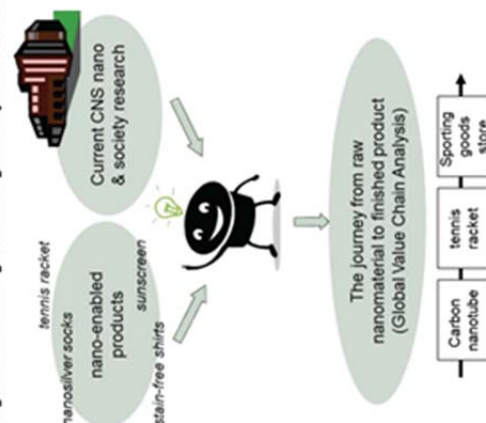 tennis racket
nanosilver socks
nano-enabled
products
sunscreen
stain-free shirts
Current CNS nano
& society research
The journey from raw
nanomaterial to finished product
(Global Value Chain Analysis)
Carbon
nanotube
tennis
racket
Sporting
goods
store